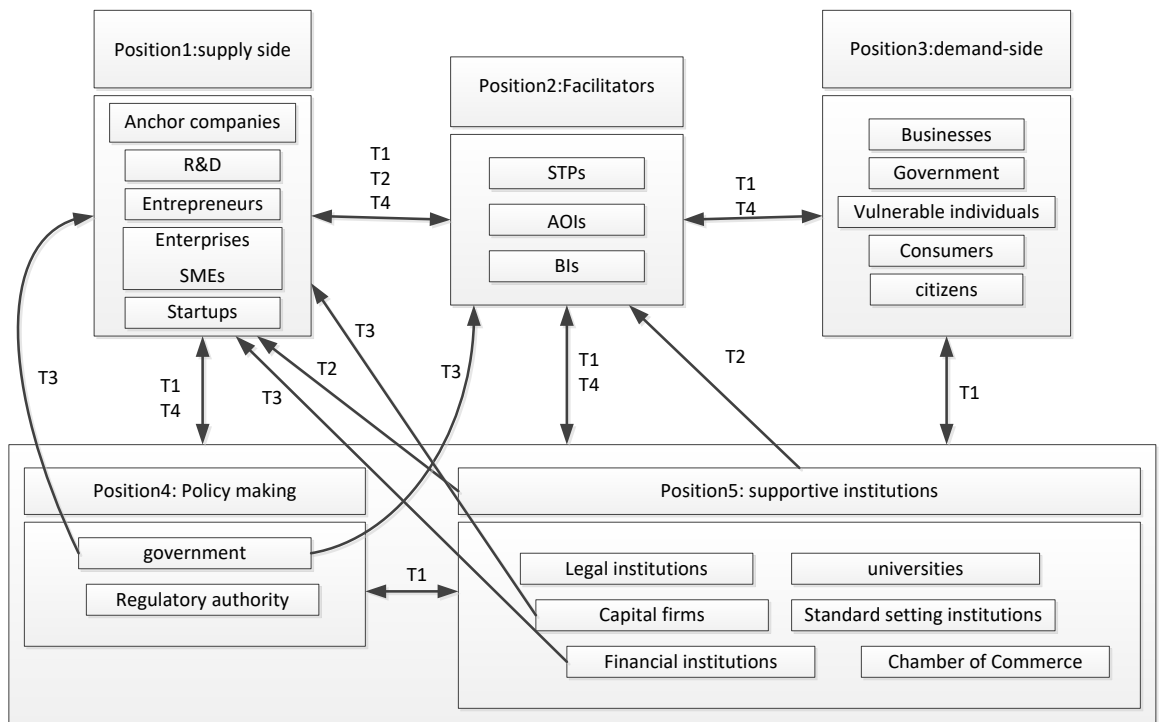 Position1:supply side
Anchor companies
R&D
Entrepreneurs
Enterprises
SMEs
Startups
Position2:Facilitators
STPs
AOIs
BIs
Position3:demand-side
Businesses
Government
Vulnerable individuals
Consumers
citizens
T1
T2
T4
T1
T4
T3
T1
T4
T2
T3
T3
T3
T1
T4
T2
T1
Position4: Policy making
government
Regulatory authority
T1
Position5: supportive institutions
Legal institutions
universities
Capital firms
Standard setting institutions
Financial institutions
Chamber of Commerce